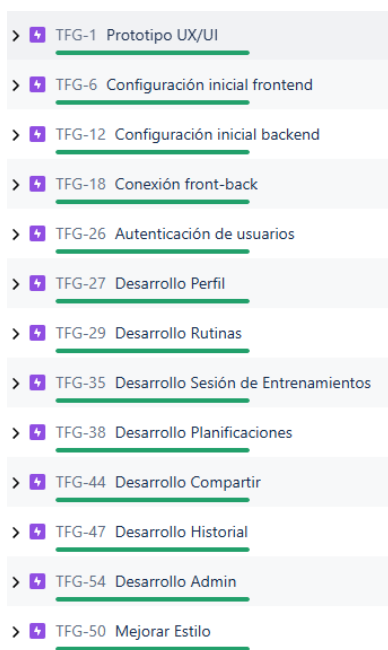 TFG-1 Prototipo UX/UI
TFG-6 Configuración inicial frontend
TFG-12 Configuración inicial backend
TFG-18 Conexión front-back
TFG-26 Autenticación de usuarios
TFG-27 Desarrollo Perfil
TFG-29 Desarrollo Rutinas
TFG-35 Desarrollo Sesión de Entrenamientos
TFG-38 Desarrollo Planificaciones
TFG-44 Desarrollo Compartir
TFG-47 Desarrollo Historial
TFG-54 Desarrollo Admin
TFG-50 Mejorar Estilo